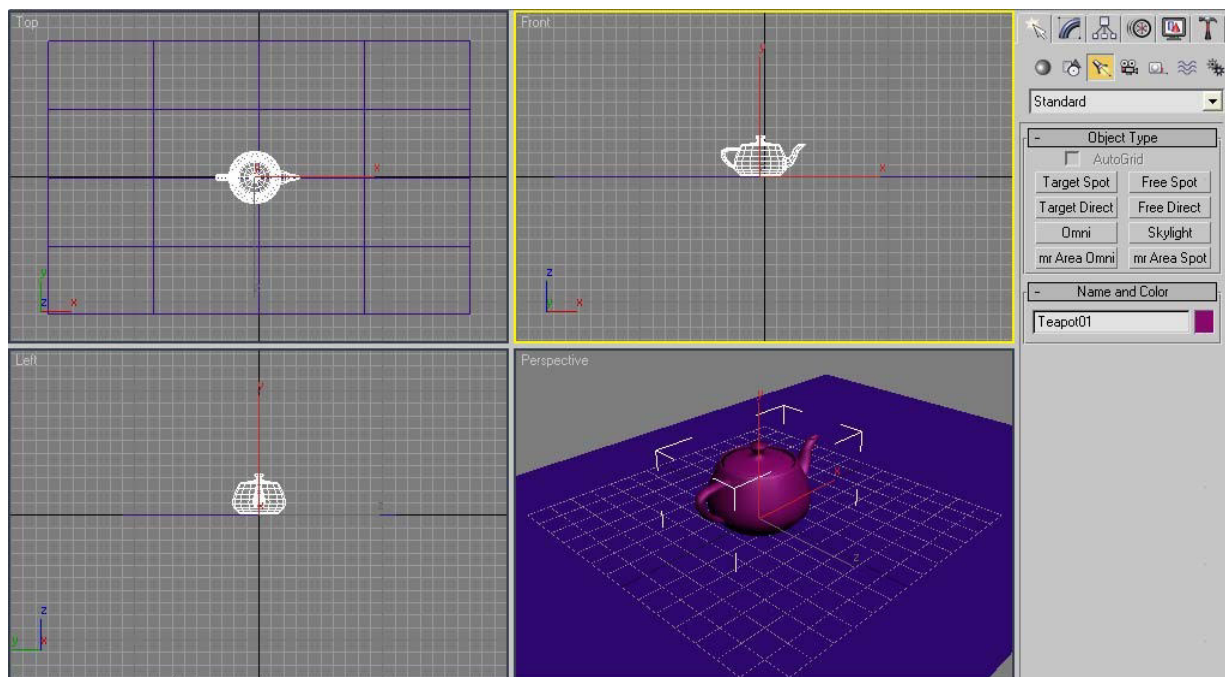 Top
Front
Standard
- Object Type
AutoGrid
Target Spot Free Spot
Target Direct Free Direct
Omni Skylight
mr Area Omni mr Area Spot
- Name and Color
Teapot01
x
y
x
y
z x
z
y x
Left
Perspective
y
z
z
y x
y
x
z